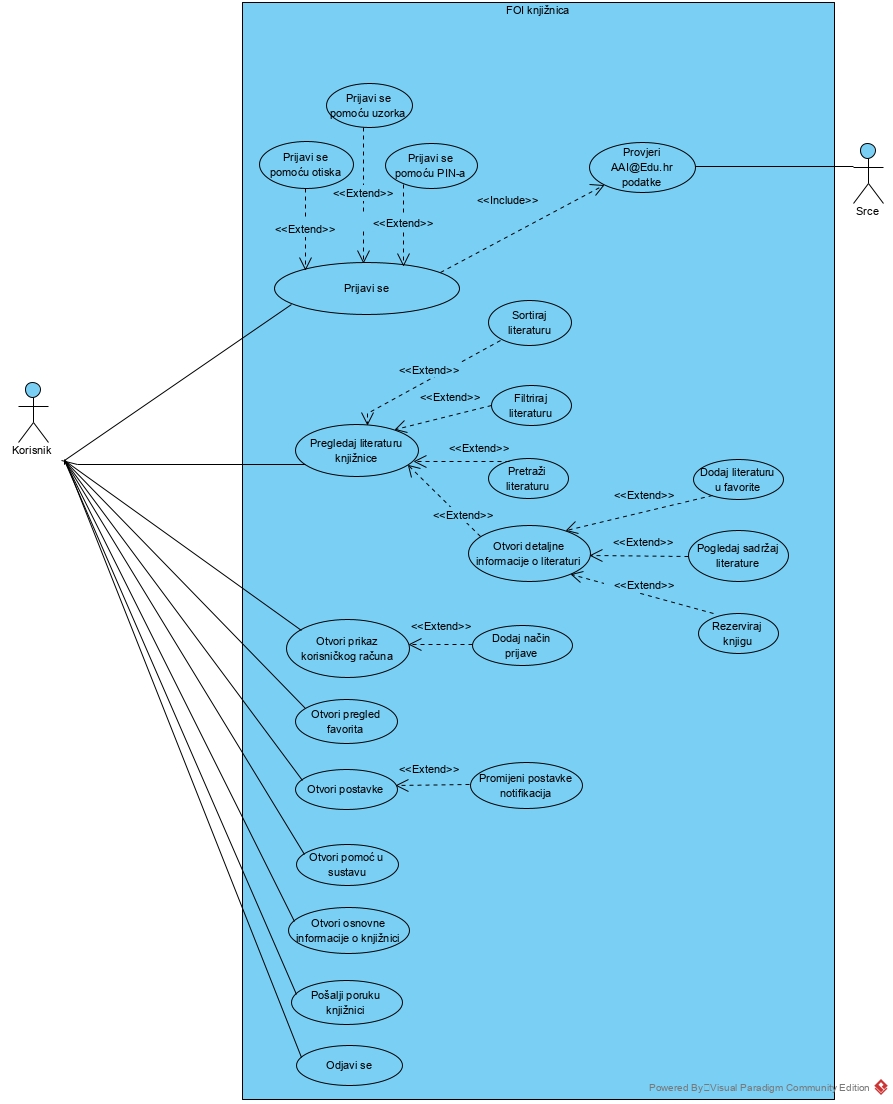 FOI knjižnica
Prijavi se
pomoću uzorka
Prijavi se
pomoću otiska
Prijavi se
pomoću PIN-a
Provjeri
AAI@Edu.hr
podatke
<<Extend>>
<<Extend>>
<<Extend>>
<<Include>>
Srce
Prijavi se
Sortiraj
literaturu
<<Extend>>
Filtriraj
literaturu
<<Extend>>
Korisnik
Pregledaj literaturu
knjižnice
<<Extend>>
Pretraži
literaturu
<<Extend>>
Dodaj literaturu
u favorite
<<Extend>>
Otvori detaljne
informacije o literaturi
<<Extend>>
Pogledaj sadržaj
literature
<<Extend>>
Rezerviraj
knjigu
Otvori prikaz
korisničkog računa
<<Extend>>
Dodaj način
prijave
Otvori pregled
favorita
Otvori postavke
<<Extend>>
Promijeni postavke
notifikacija
Otvori pomoć u
sustavu
Otvori osnovne
informacije o knjižnici
Pošalji poruku
knjižnici
Odjavi se
Powered By Visual Paradigm Community Edition